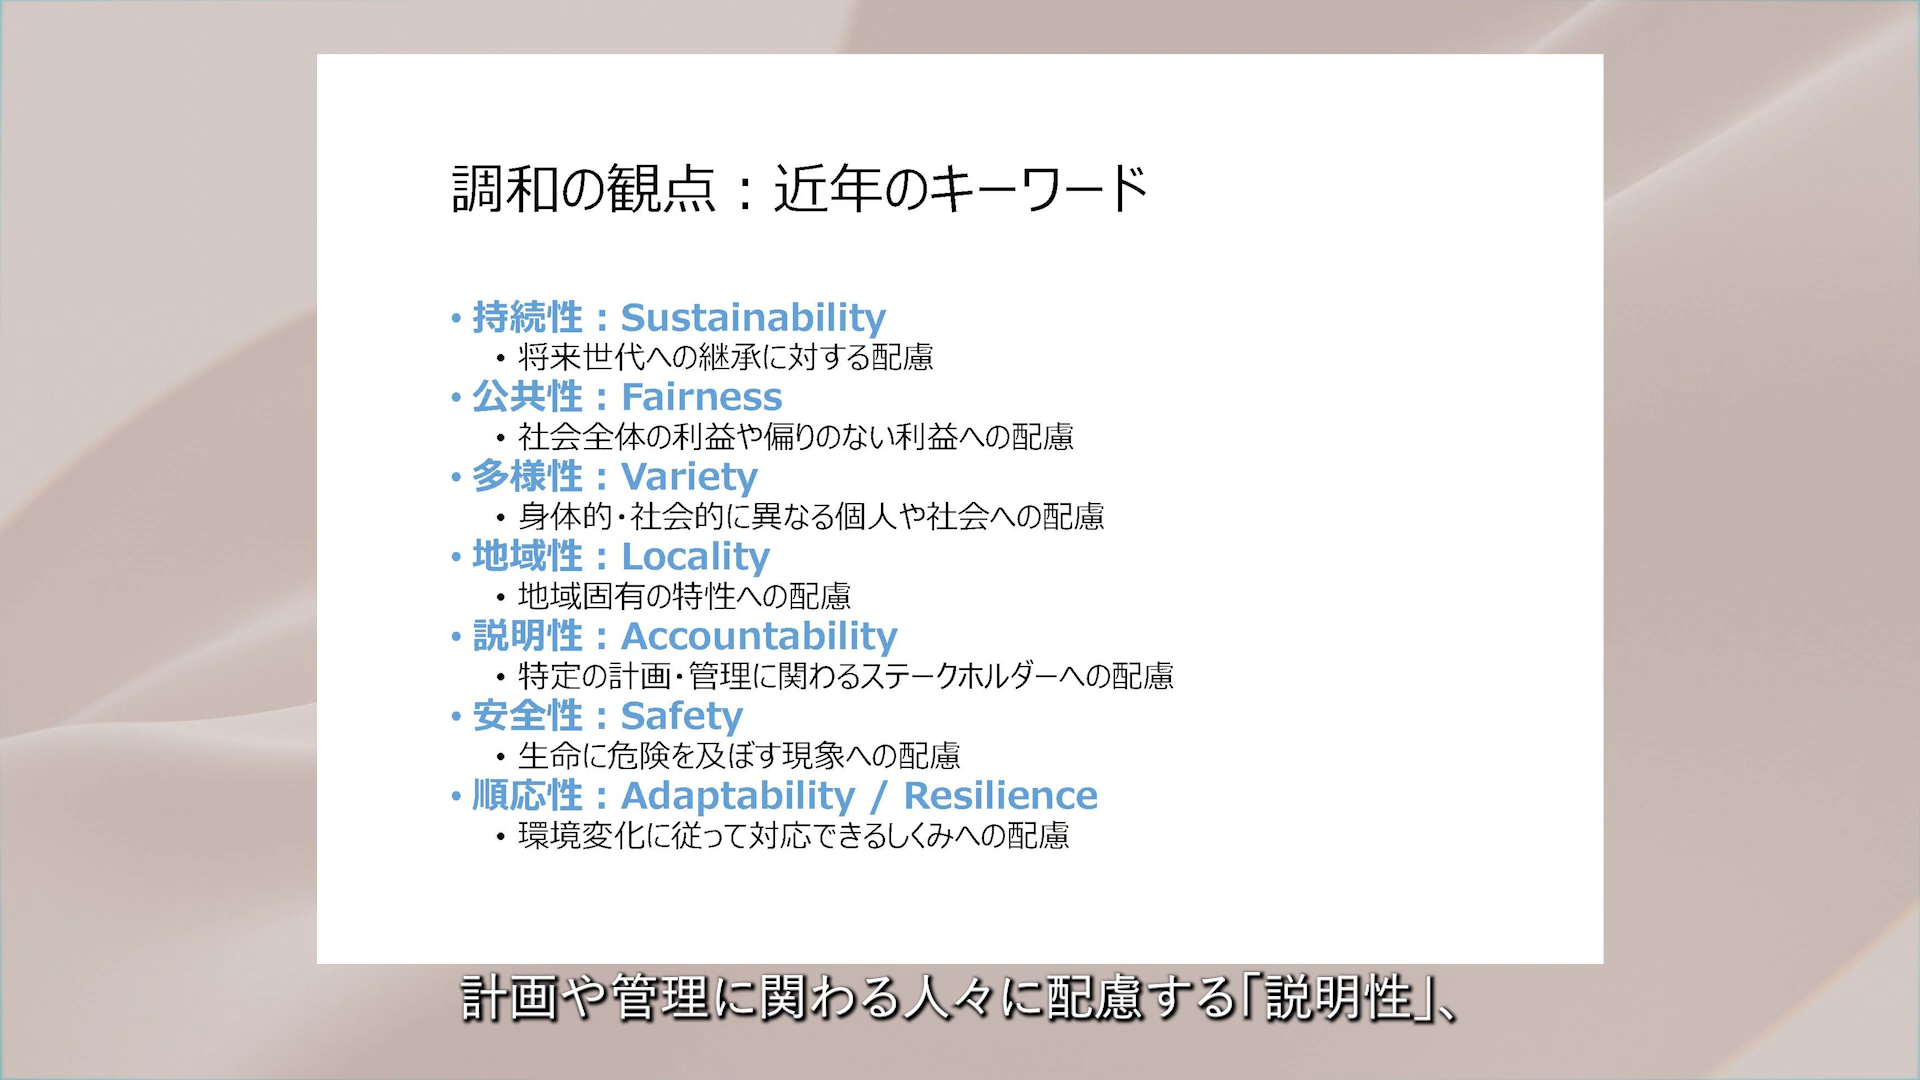 調和の観点：近年のキーワード
• 持続性：Sustainability
• 将来世代への継承に対する配慮
• 公共性：Fairness
• 社会全体の利益や偏りのない利益への配慮
• 多様性：Variety
• 身体的・社会的に異なる個人や社会への配慮
• 地域性：Locality
• 地域固有の特性への配慮
• 説明性：Accountability
• 特定の計画・管理に関わるステークホルダーへの配慮
• 安全性：Safety
• 生命に危険を及ぼす現象への配慮
• 順応性：Adaptability / Resilience
• 環境変化に従って対応できるしくみへの配慮
計画や管理に関わる人々に配慮する「説明性」、